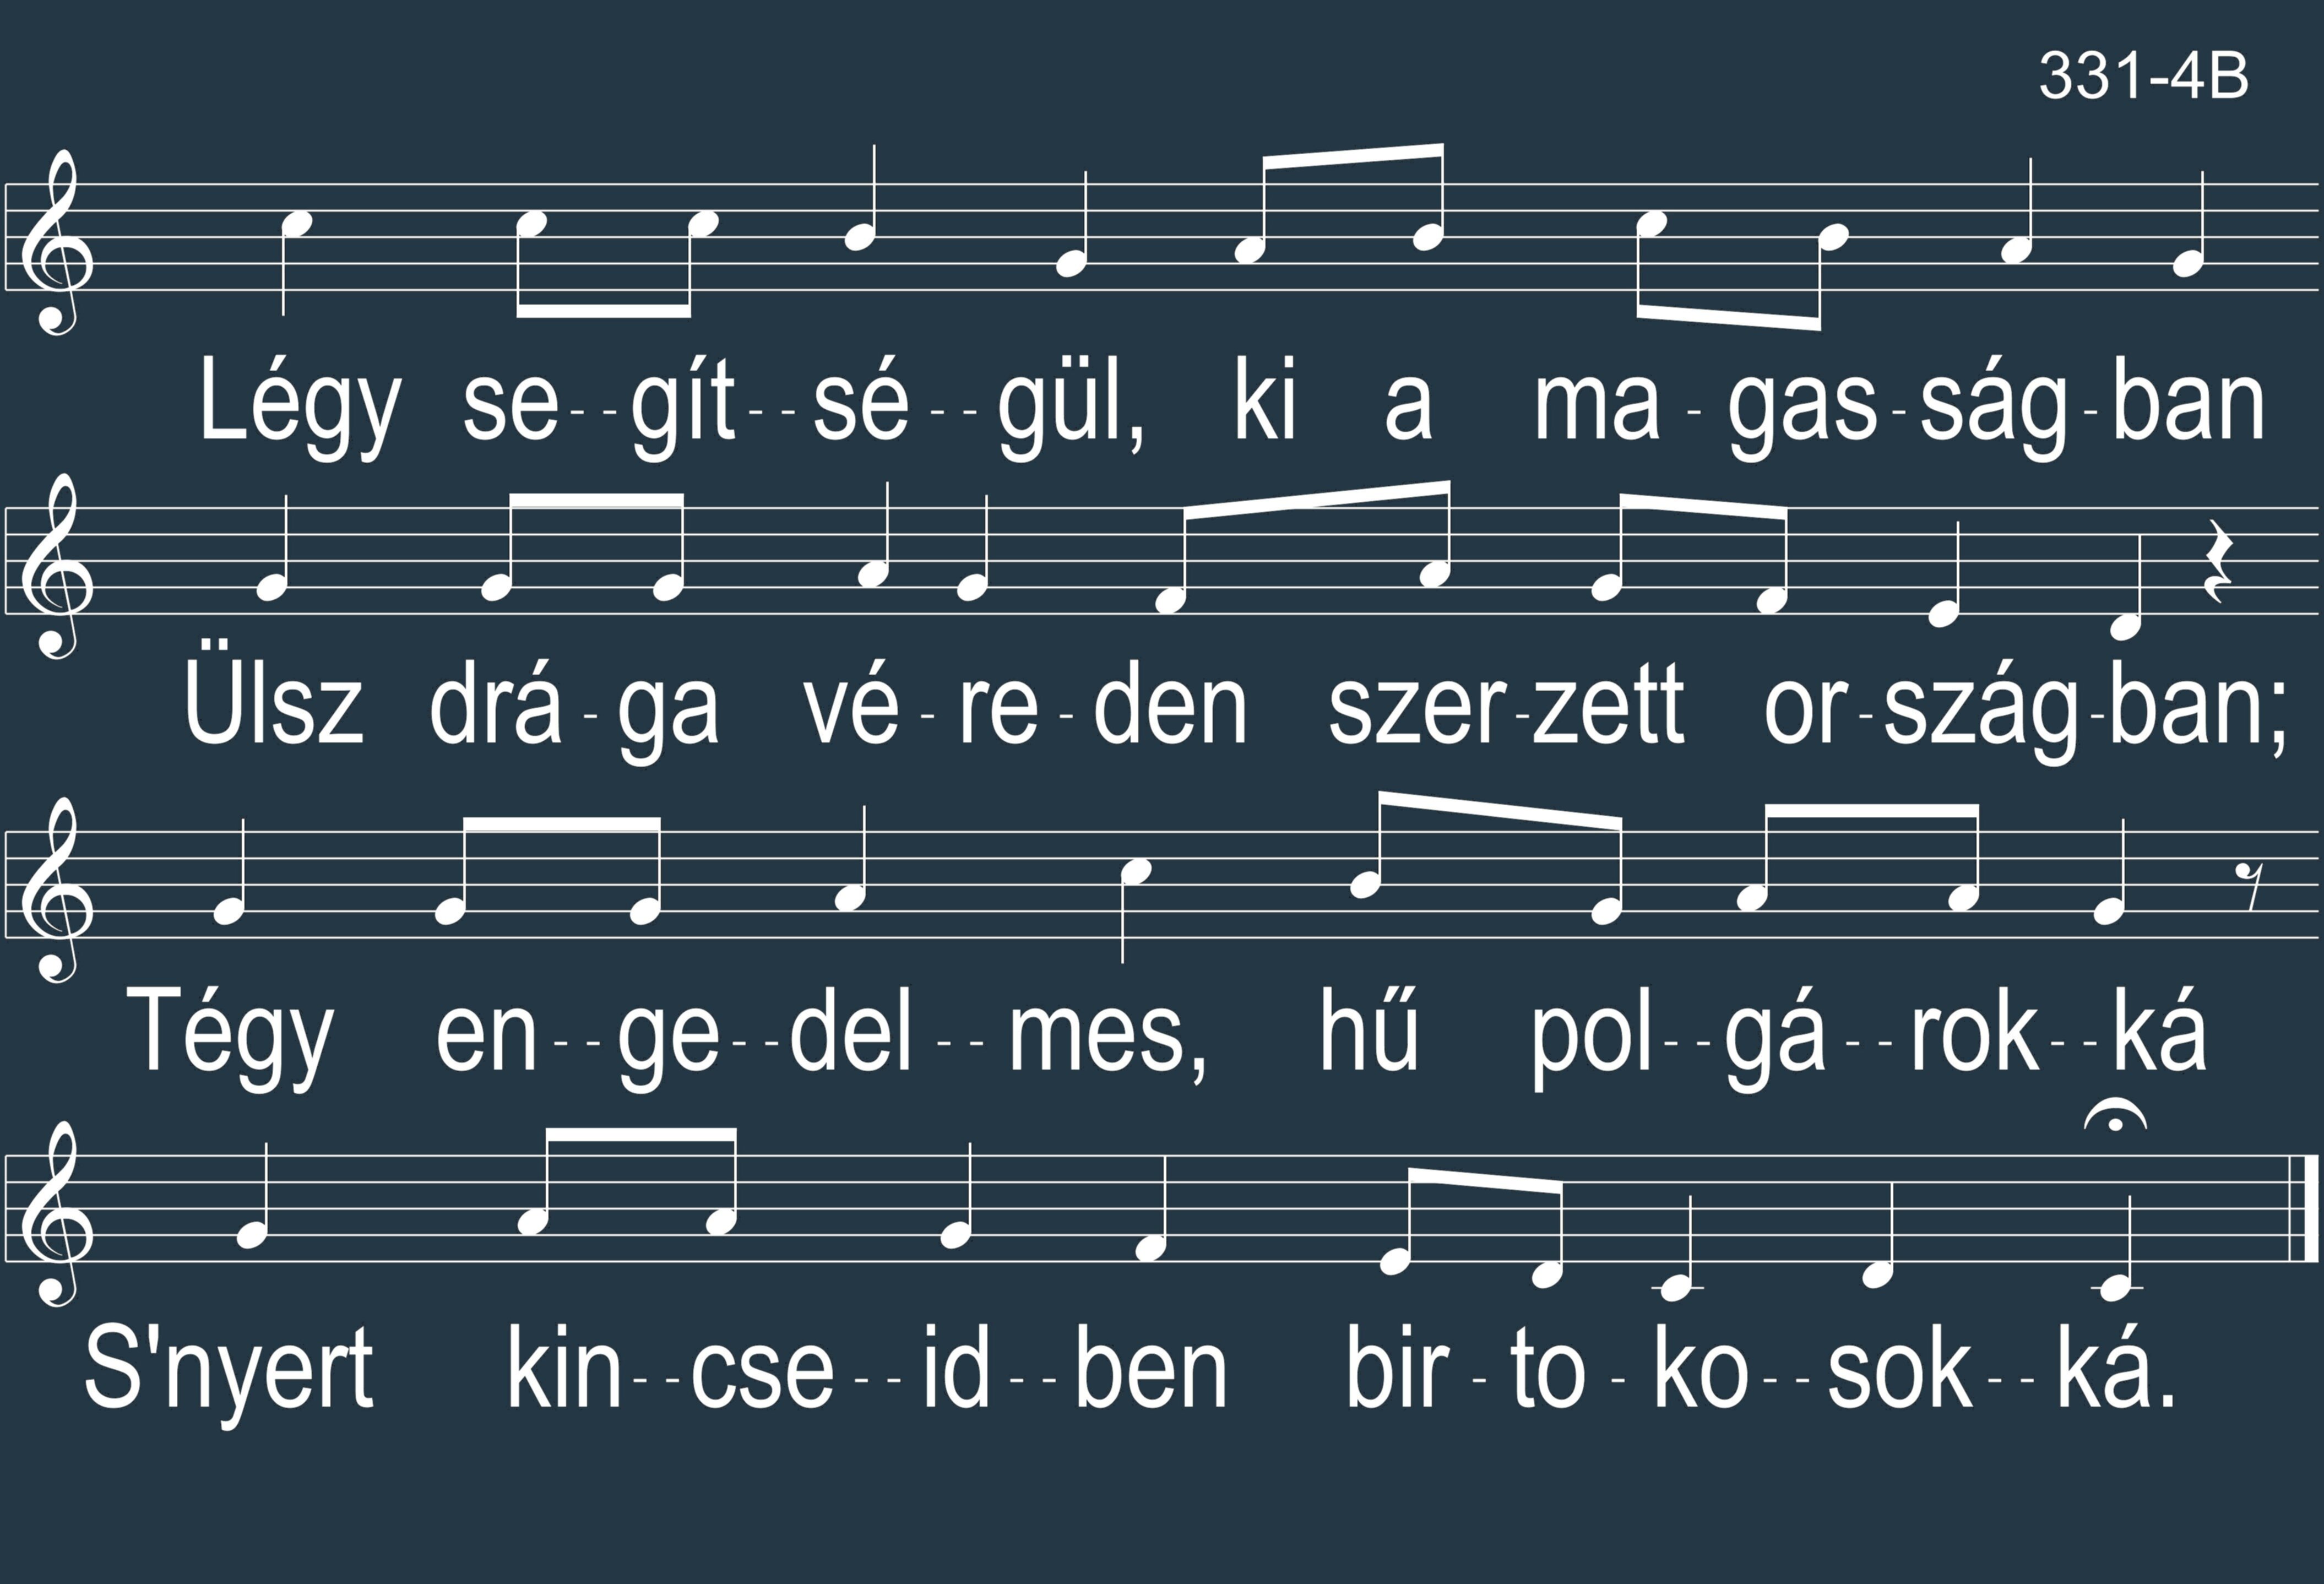 331-4B
Légy se--gít--sé--gül, ki a ma-gas-ság-ban
Ülsz drá-ga vé-re-den szer-zett or-szág-ban;
Tégy en--ge--del--mes, hű pol--gá--rok--ká
S'nyert kin--cse--id--ben bir-to-ko--sok--ká.